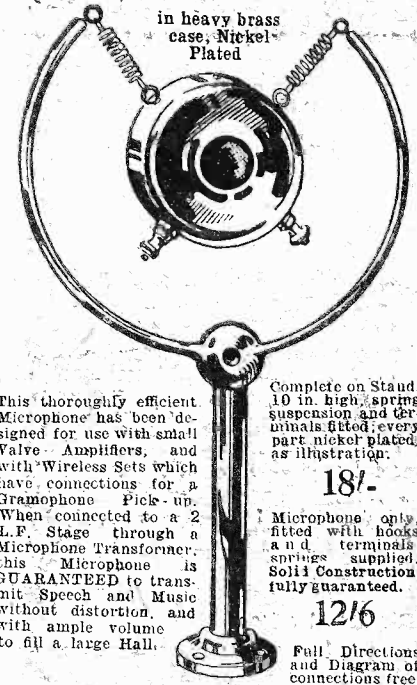 in heavy brass
case, Nickel-
Plated
This thoroughly efficient
Microphone has been de-
signed for use with small
Valve Amplifiers, and
with Wireless Sets which
have connections for a
Gramophone Pick-up.
When connected to a 2
L.F. Stage through a
Microphone Transformer,
this Microphone is
GUARANTEED to trans-
mit Speech and Music
without distortion, and
with ample volume
to fill a large Hall.
Complete on Stand
10 in. high, spring
suspension and ter-
minals fitted; every
part nickel plated,
as illustration.
18/-
Microphone only
fitted with hooks
and terminals
springs supplied.
Solid Construction
fully guaranteed.
12/6
Full Directions
and Diagram of
connections free